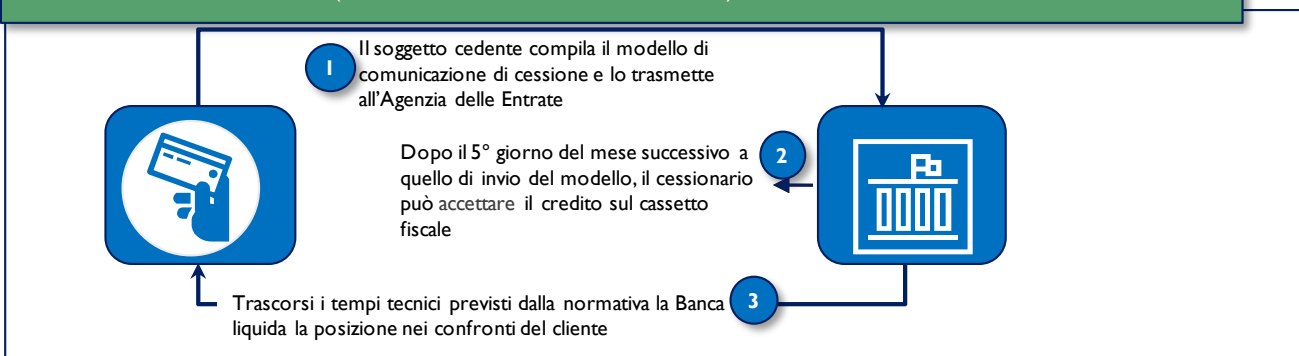 1
Il soggetto cedente compila il modello di
comunicazione di cessione e lo trasmette
all'Agenzia delle Entrate
Dopo il 5° giorno del mese successivo a
quello di invio del modello, il cessionario
può accettare il credito sul cassetto
fiscale
2
Trascorsi i tempi tecnici previsti dalla normativa la Banca
liquida la posizione nei confronti del cliente
3